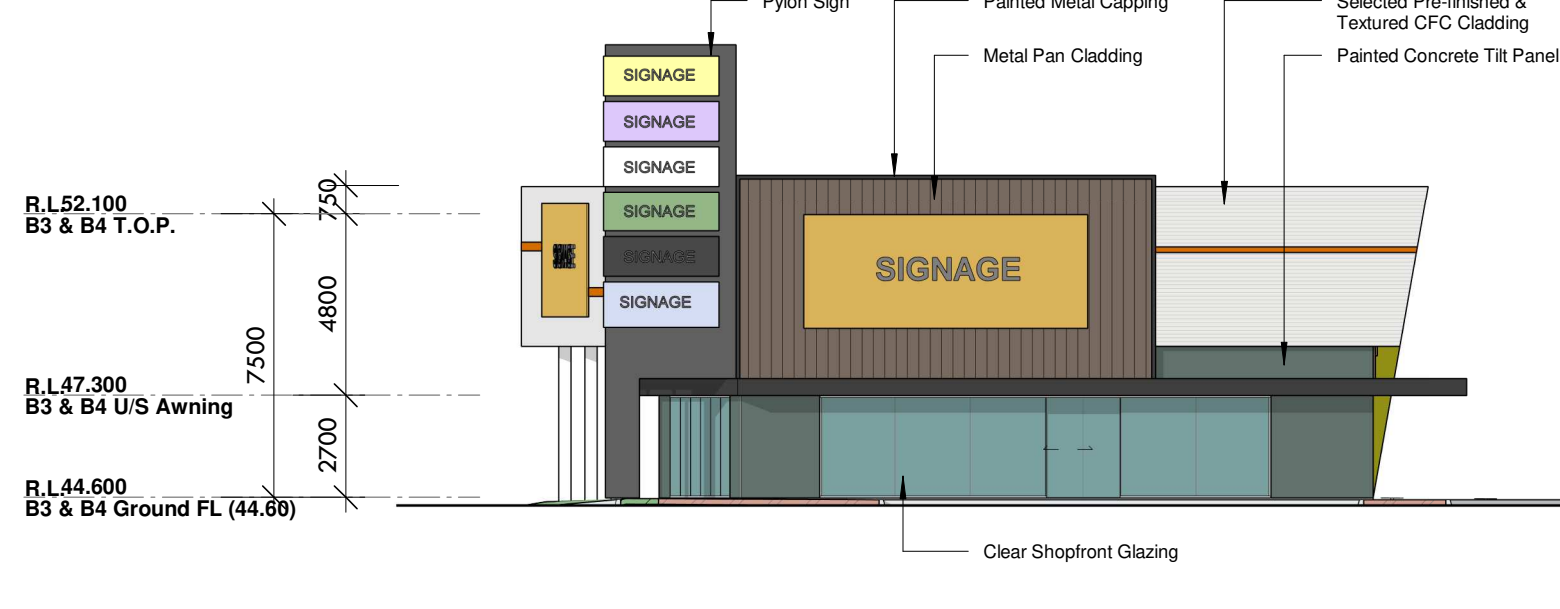 Pylon Sign
Painted Metal Capping
Selected Pre-finished &
Textured CFC Cladding
Metal Pan Cladding
Painted Concrete Tilt Panel
SIGNAGE
SIGNAGE
SIGNAGE
SIGNAGE
SIGNAGE
SIGNAGE
SIGNAGE
R.L52.100
B3 & B4 T.O.P.
750
4800
7500
R.L47.300
B3 & B4 U/S Awning
2700
R.L44.600
B3 & B4 Ground FL (44.60)
Clear Shopfront Glazing